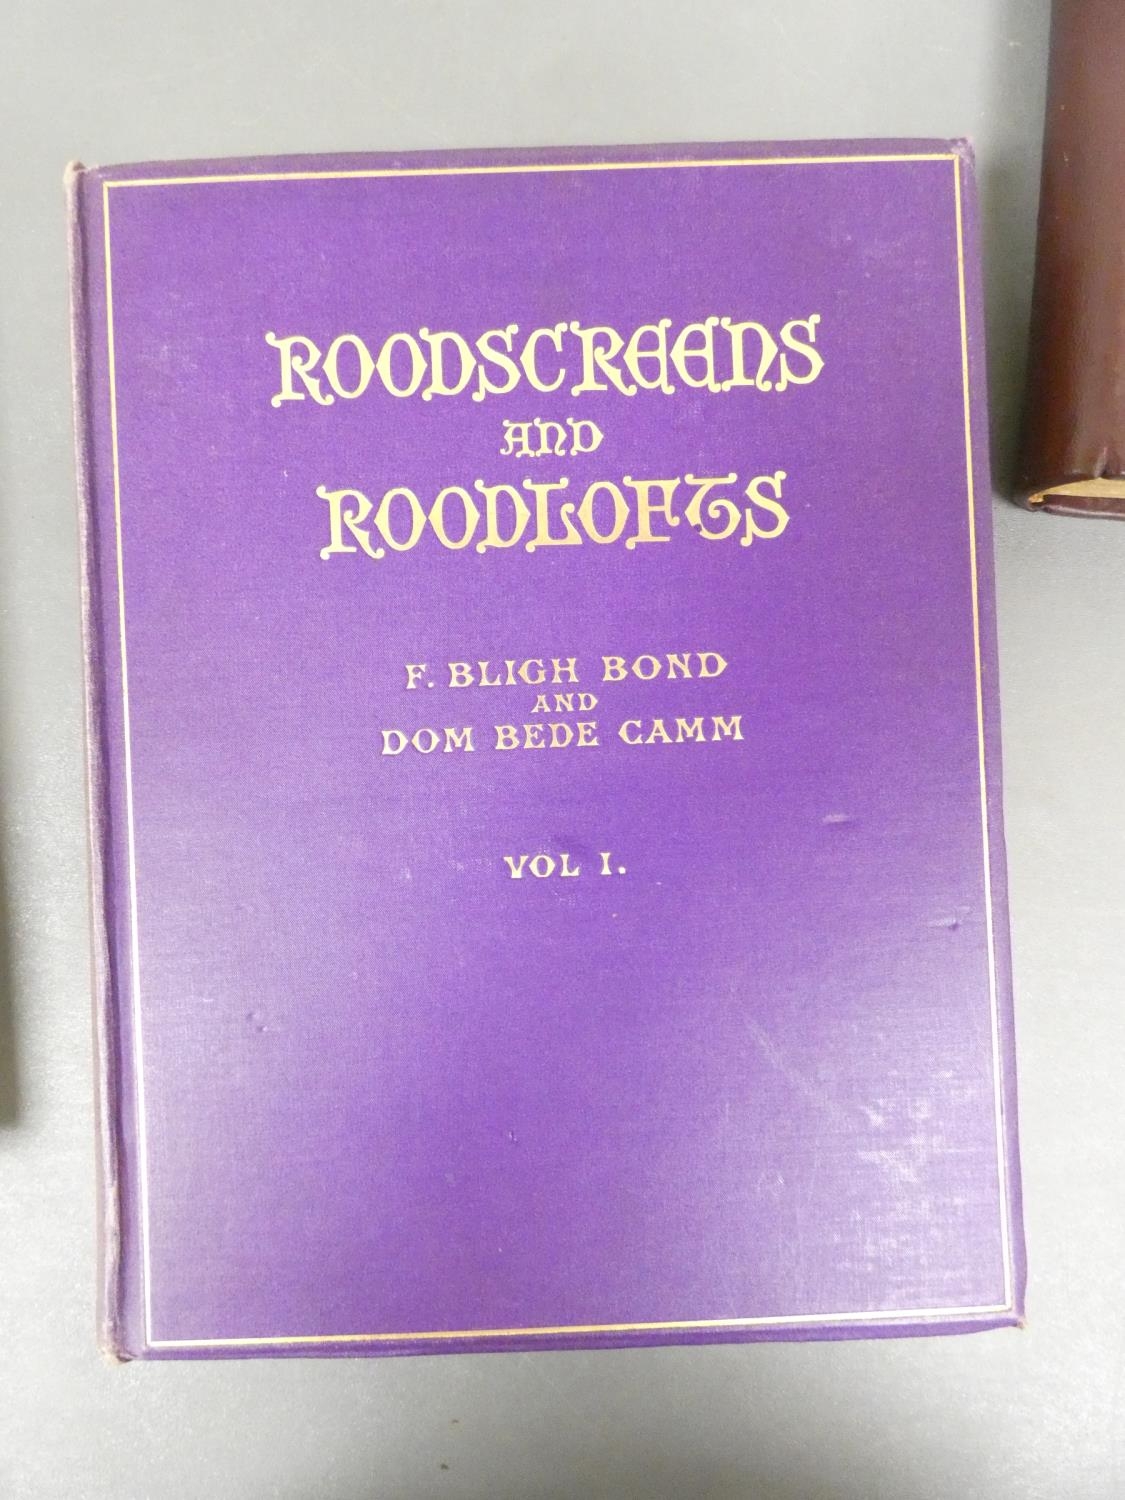 ROODSCREENS
AND
ROODLOFTS
F. BLIGH BOND
AND
DOM BEDE CAMM
VOL I.